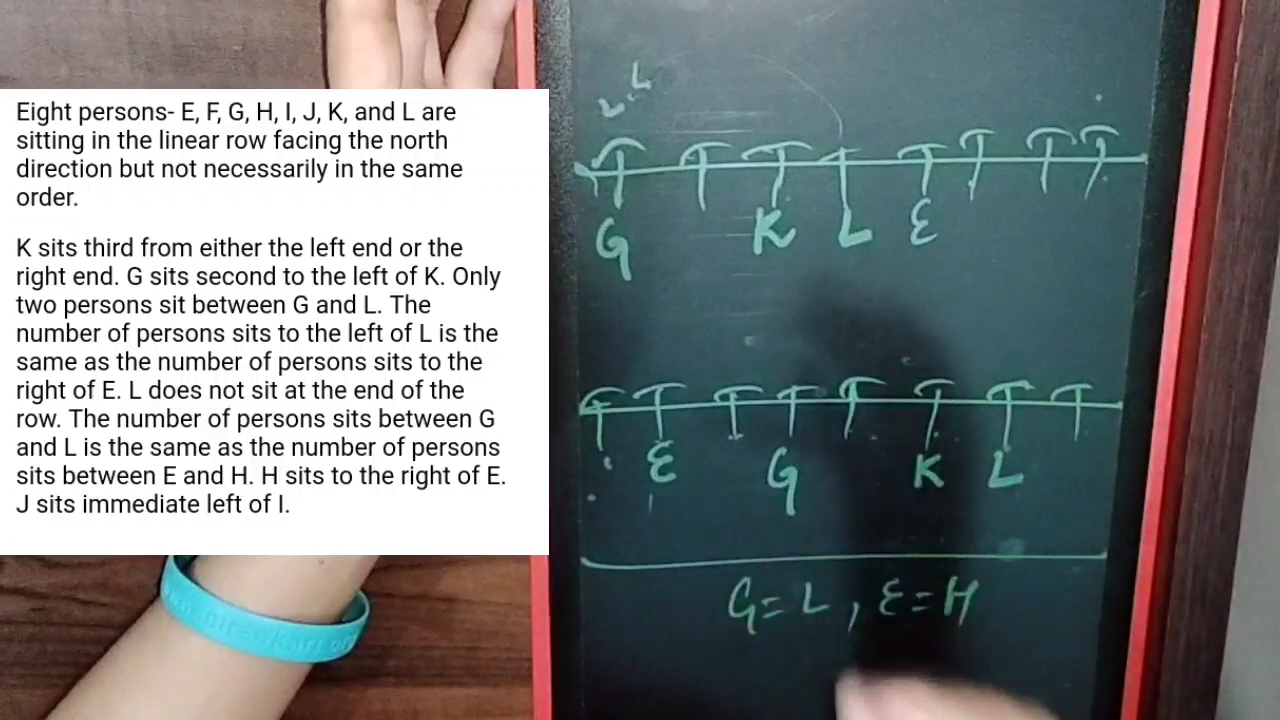 Eight persons- E, F, G, H, I, J, K, and L are
sitting in the linear row facing the north
direction but not necessarily in the same
order.
K sits third from either the left end or the
right end. G sits second to the left of K. Only
two persons sit between G and L. The
number of persons sits to the left of L is the
same as the number of persons sits to the
right of E. L does not sit at the end of the
row. The number of persons sits between G
and L is the same as the number of persons
sits between E and H. H sits to the right of E.
J sits immediate left of I.
L
G K L E
E G K L
G=L, E=H